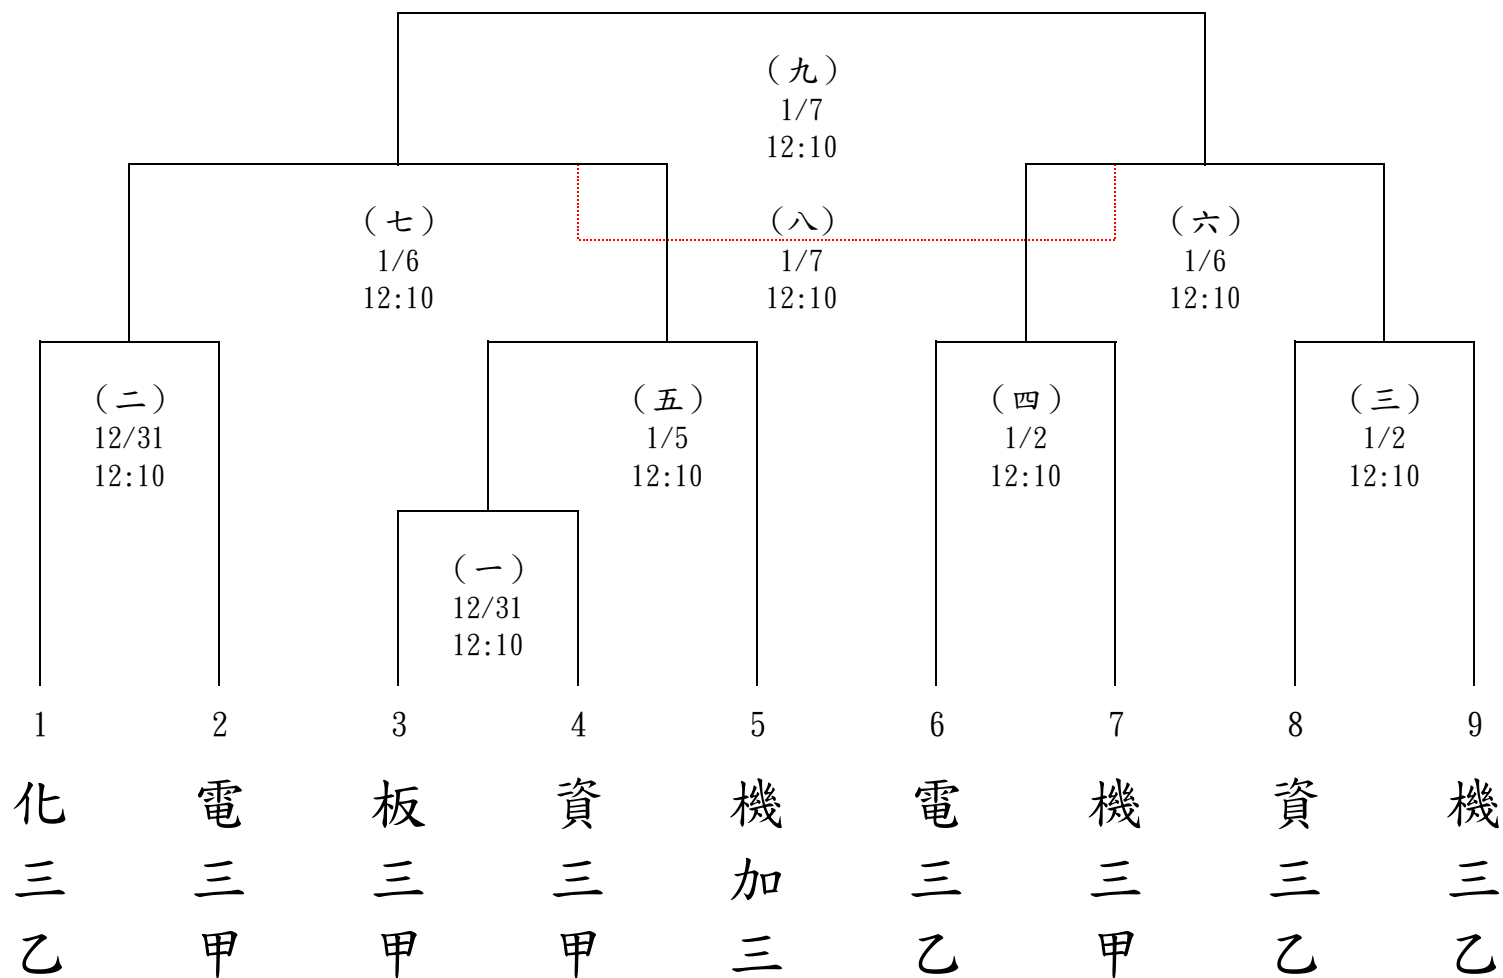 （九）
1/7
12:10
（七）
1/6
12:10
（八）
1/7
12:10
（六）
1/6
12:10
（二）
12/31
12:10
（五）
1/5
12:10
（四）
1/2
12:10
（三）
1/2
12:10
（一）
12/31
12:10
1 2 3 4 5 6 7 8 9
化三乙
電三甲
板三甲
資三甲
機加三
電三乙
機三甲
資三乙
機三乙